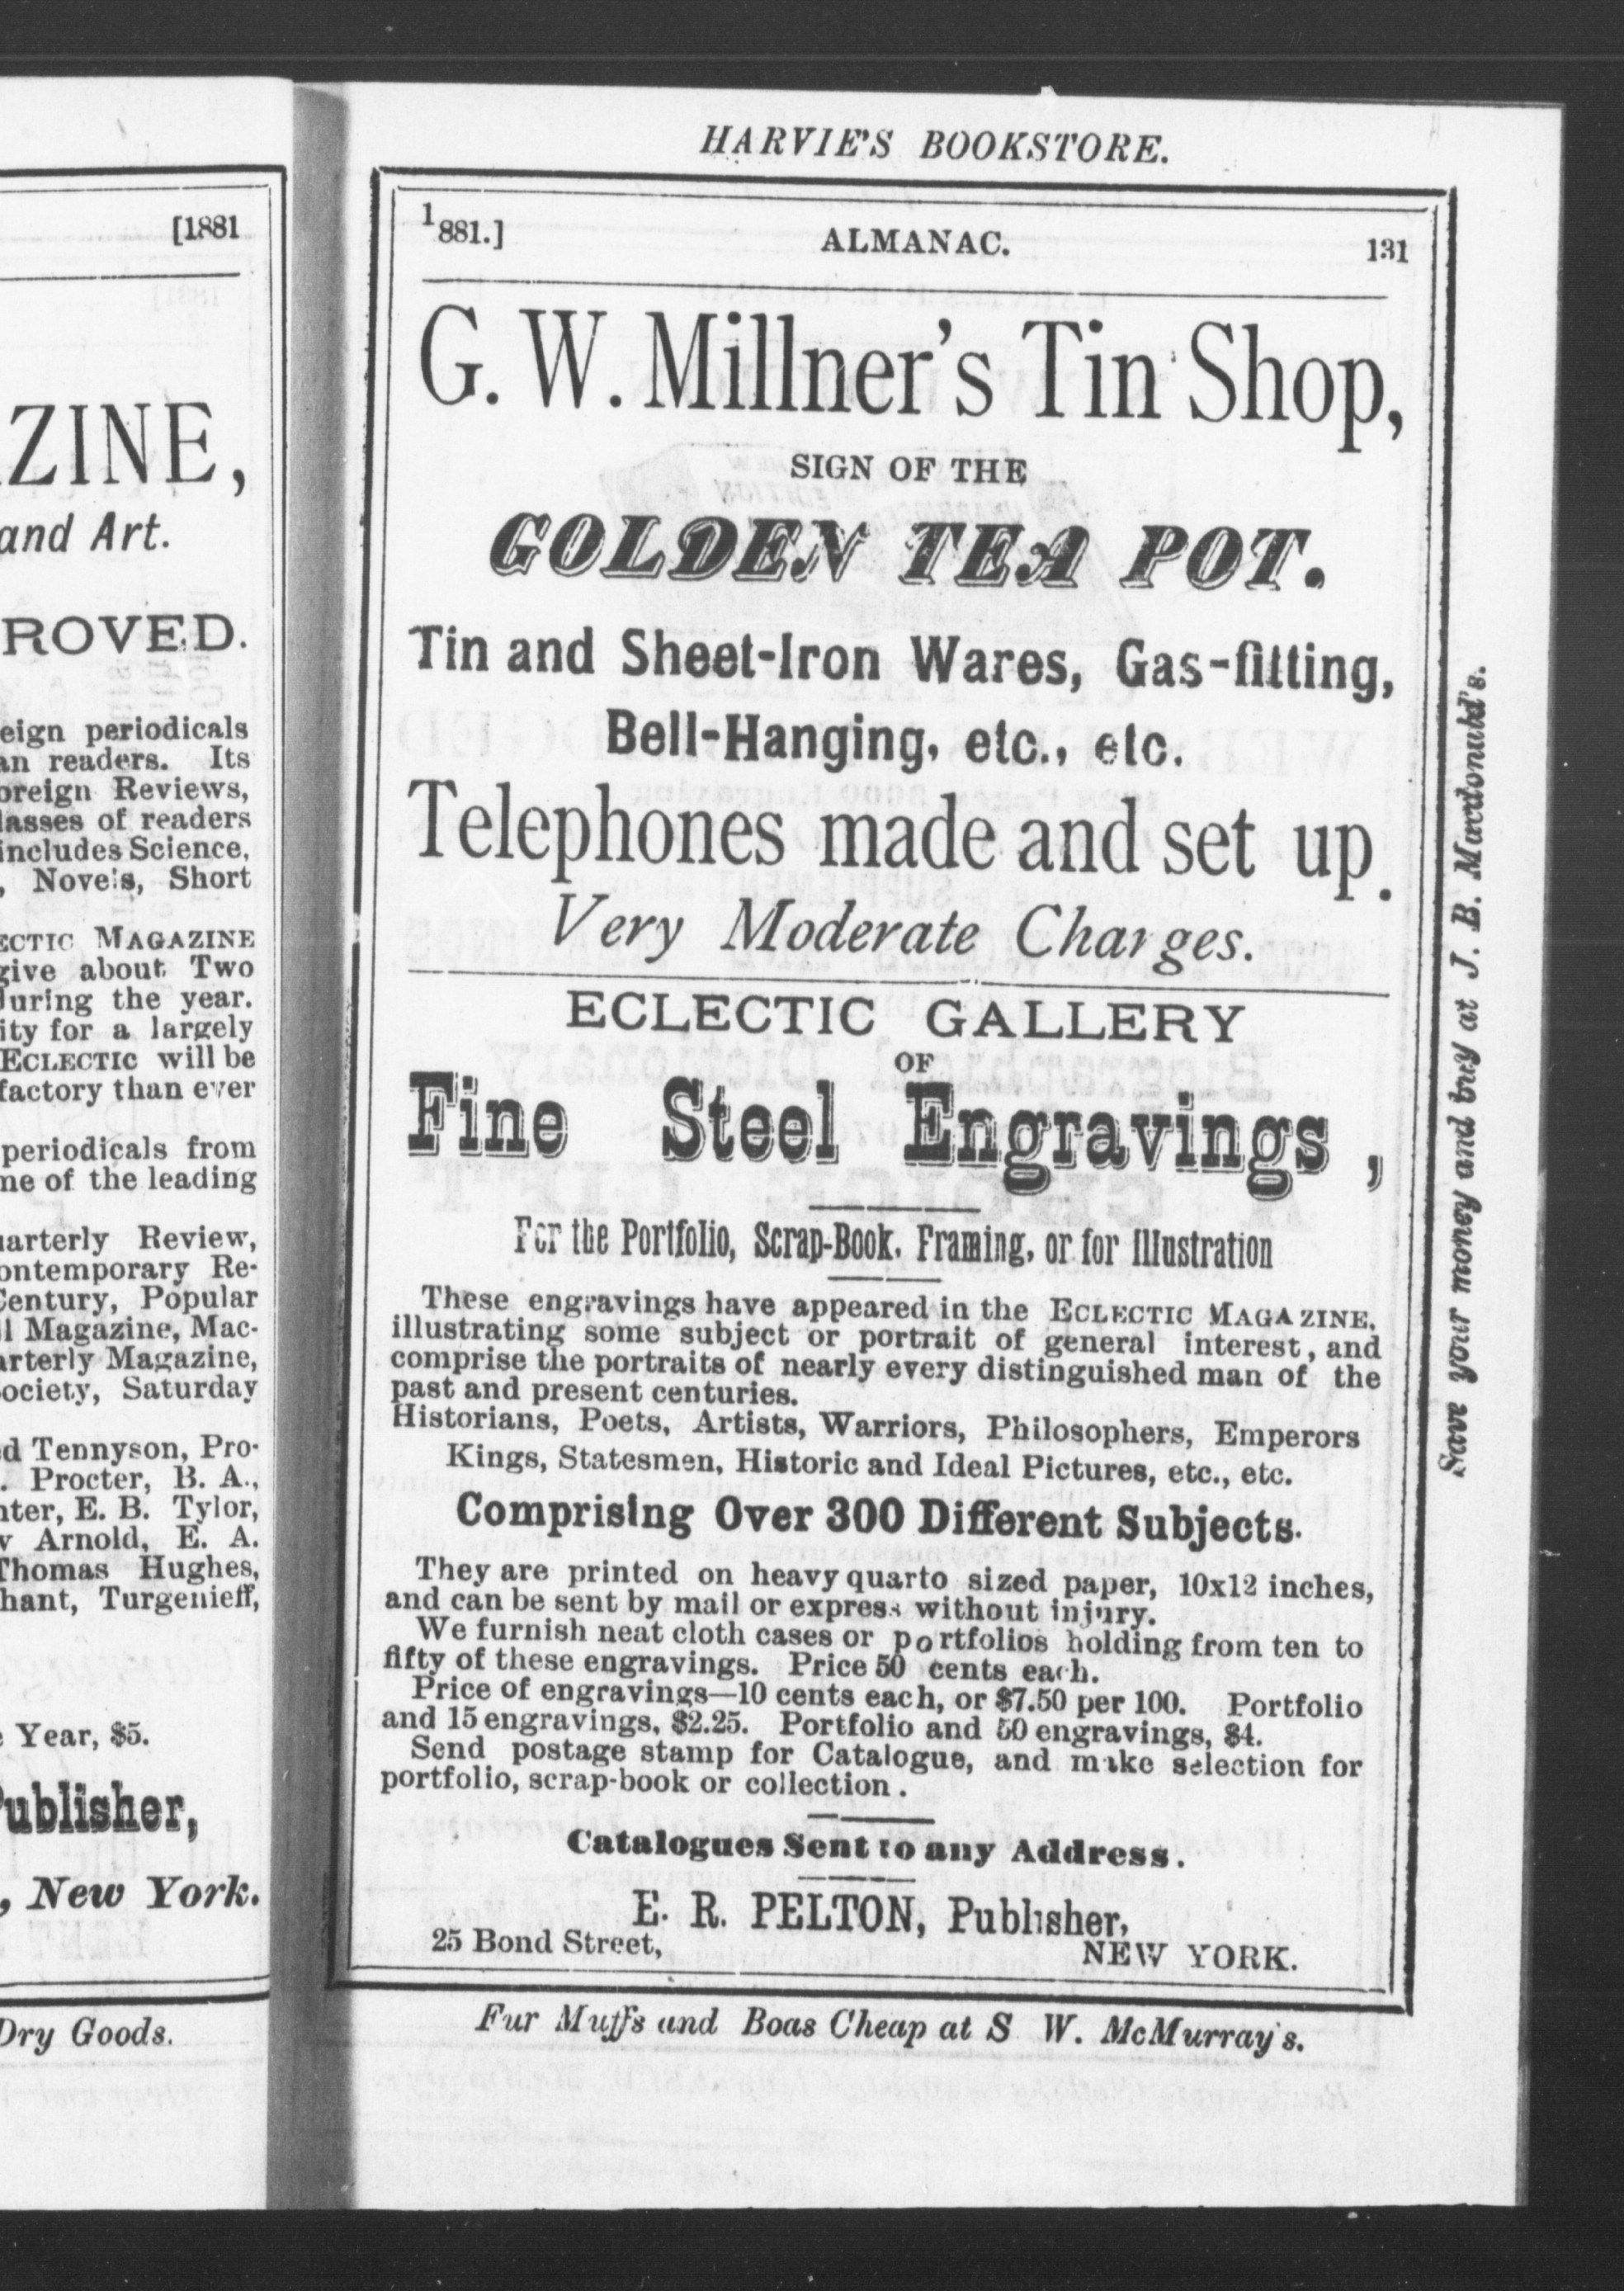 [1881
ZINE,
and Art.
ROVED.
eign periodicals
an readers. Its
oreign Reviews,
lasses of readers
includes Science,
, Novels, Short
ECTIC MAGAZINE
give about Two
during the year.
ity for a largely
ECLECTIC will be
factory than ever
periodicals from
ne of the leading
arterly Review,
ontemporary Re-
Century, Popular
l Magazine, Mac-
arterly Magazine,
ociety, Saturday
d Tennyson, Pro-
. Procter, B. A.,
nter, E. B. Tylor,
v Arnold, E. A.
Thomas Hughes,
hant, Turgenieff,
e Year, $5.
Publisher,
, New York.
Dry Goods.
HARVIE'S BOOKSTORE.
1881.] ALMANAC. 131
G. W. Millner's Tin Shop,
SIGN OF THE
GOLDEN TEA POT.
Tin and Sheet-Iron Wares, Gas-fitting,
Bell-Hanging, etc., etc.
Telephones made and set up.
Very Moderate Charges.
ECLECTIC GALLERY
OF
Fine Steel Engravings,
For the Portfolio, Scrap-Book, Framing, or for Illustration
These engravings have appeared in the ECLECTIC MAGAZINE,
illustrating some subject or portrait of general interest, and
comprise the portraits of nearly every distinguished man of the
past and present centuries.
Historians, Poets, Artists, Warriors, Philosophers, Emperors
Kings, Statesmen, Historic and Ideal Pictures, etc., etc.
Comprising Over 300 Different Subjects.
They are printed on heavy quarto sized paper, 10x12 inches,
and can be sent by mail or express without injury.
We furnish neat cloth cases or portfolios holding from ten to
fifty of these engravings. Price 50 cents each.
Price of engravings—10 cents each, or $7.50 per 100. Portfolio
and 15 engravings, $2.25. Portfolio and 50 engravings, $4.
Send postage stamp for Catalogue, and make selection for
portfolio, scrap-book or collection.
Catalogues Sent to any Address.
E. R. PELTON, Publisher,
25 Bond Street, NEW YORK.
Fur Muffs and Boas Cheap at S W. McMurray's.
Save your money and buy at J. B. Macdonald's.